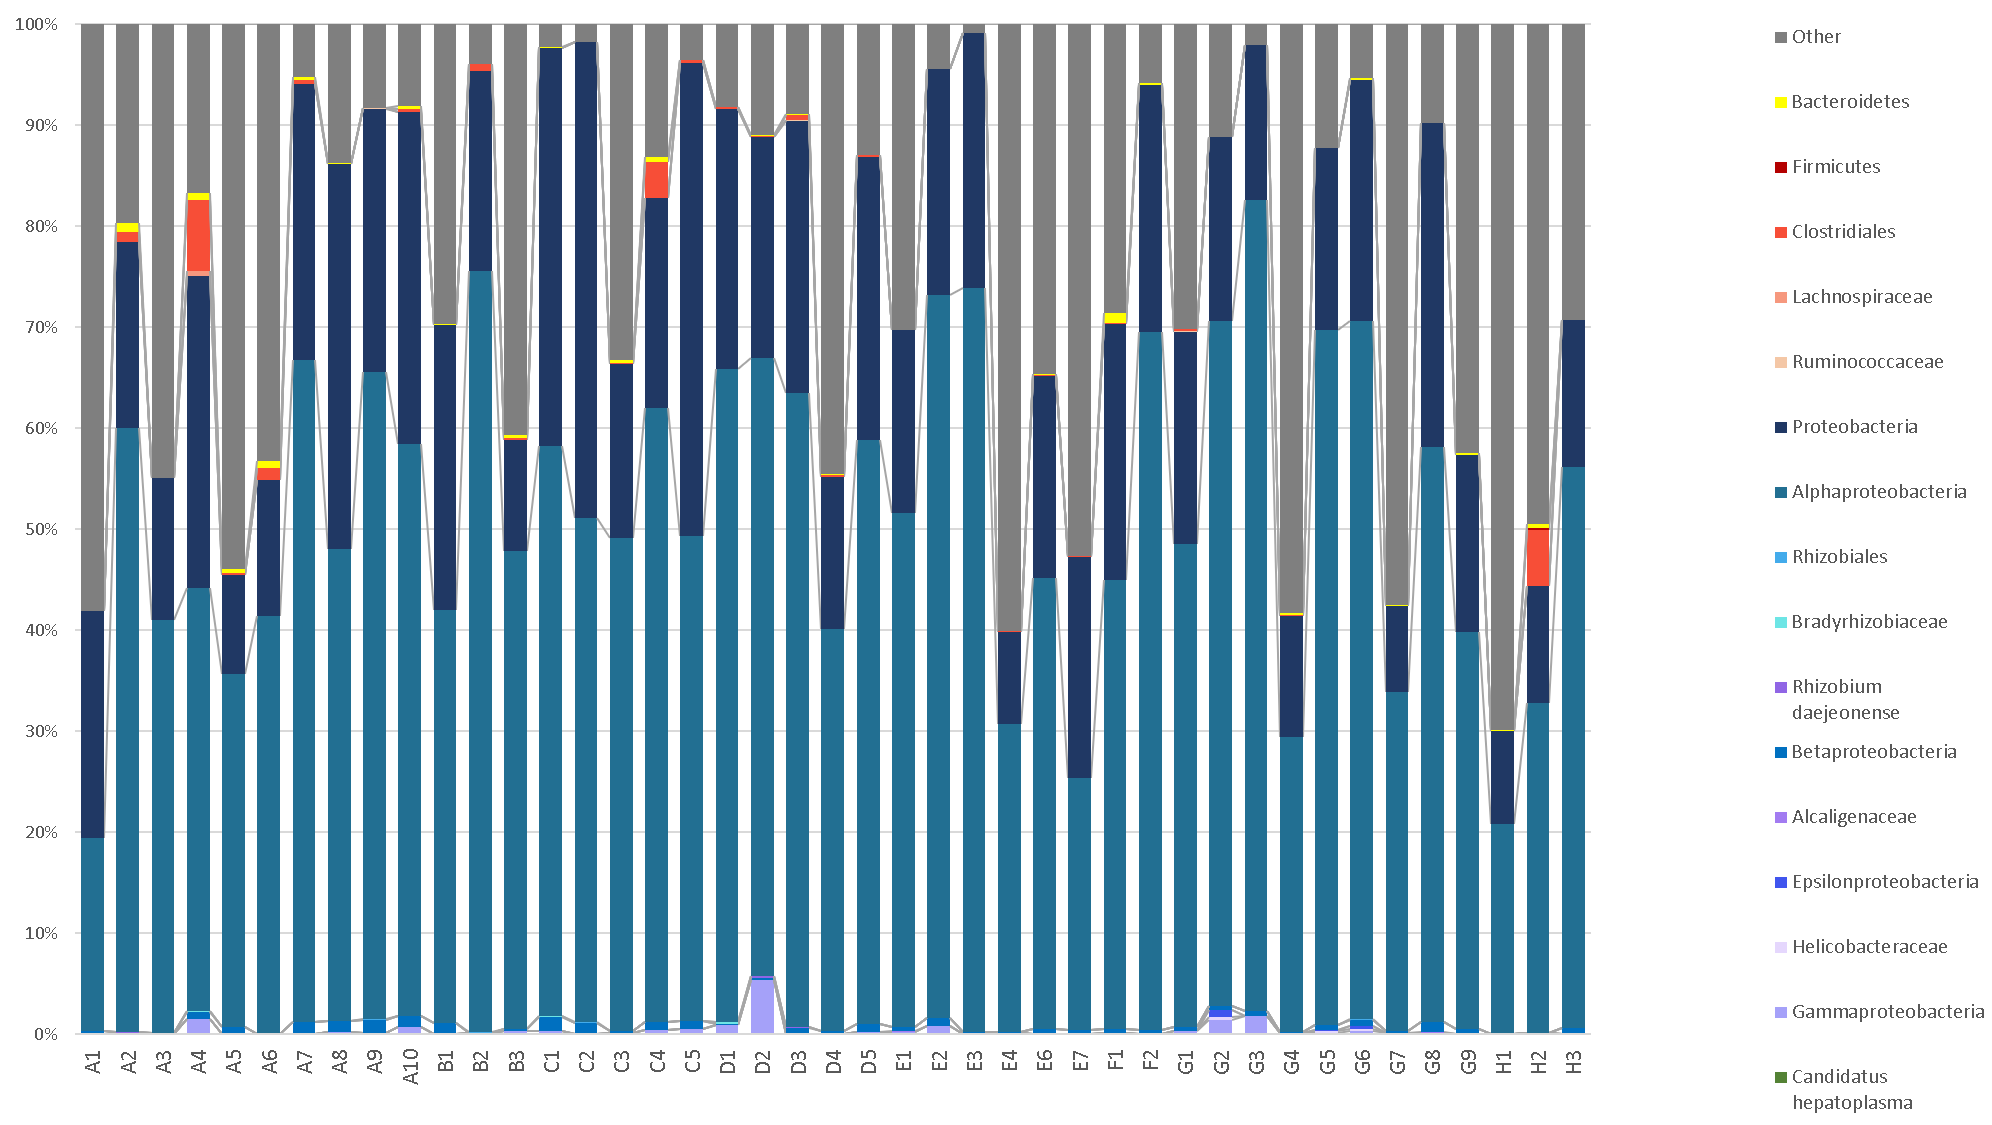 100%
90%
80%
70%
60%
50%
40%
30%
20%
10%
0%
A1 A2 A3 A4 A5 A6 A7 A8 A9 A10 B1 B2 B3 C1 C2 C3 C4 C5 D1 D2 D3 D4 D5 E1 E2 E3 E4 E6 E7 F1 F2 G1 G2 G3 G4 G5 G6 G7 G8 G9 H1 H2 H3
Other
Bacteroidetes
Firmicutes
Clostridiales
Lachnospiraceae
Ruminococcaceae
Proteobacteria
Alphaproteobacteria
Rhizobiales
Bradyrhizobiaceae
Rhizobium
daejeonense
Betaproteobacteria
Alcaligenaceae
Epsilonproteobacteria
Helicobacteraceae
Gammaproteobacteria
Candidatus
hepatoplasma